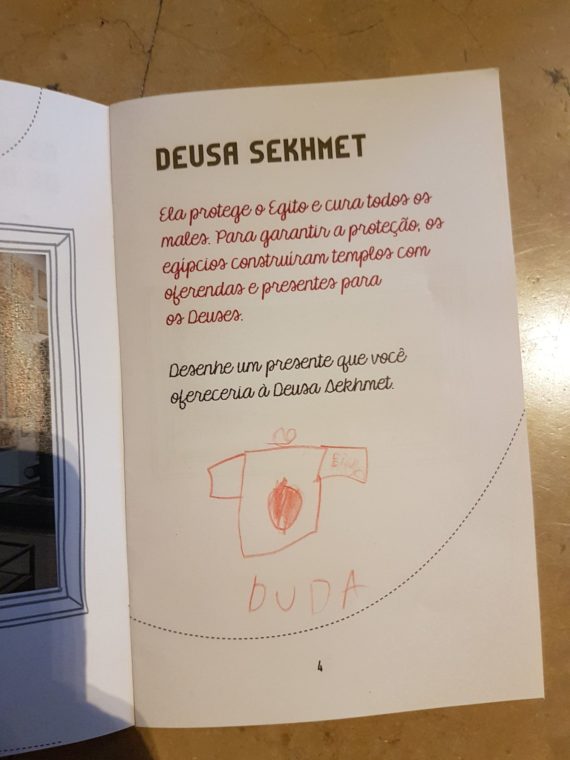 DEUSA SEKHMET
Ela protege o Egito e cura todos os
males. Para garantir a proteção, os
egípcios construíram templos com
oferendas e presentes para
os Deuses.
Desenhe um presente que você
ofereceria à Deusa Sekhmet.
DUDA
4